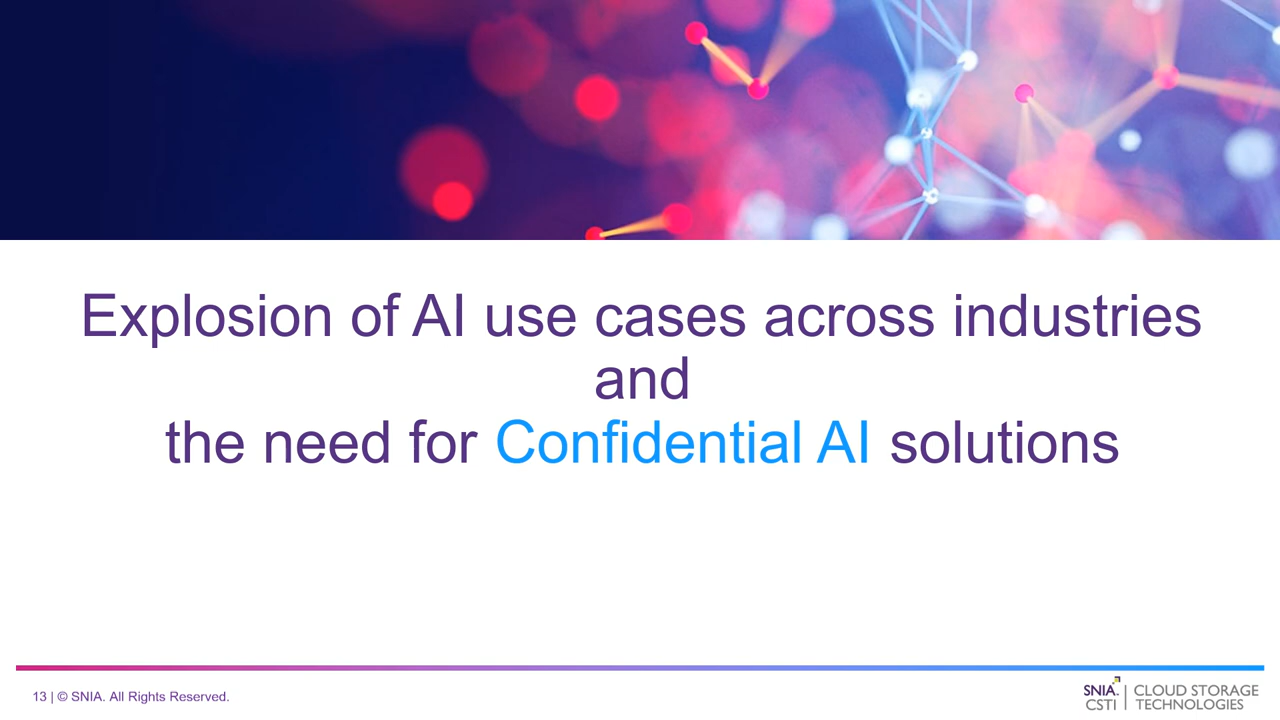 Explosion of AI use cases across industries
and
the need for Confidential AI solutions
13 | © SNIA. All Rights Reserved.
SNIA. | CLOUD STORAGE
CSTI | TECHNOLOGIES